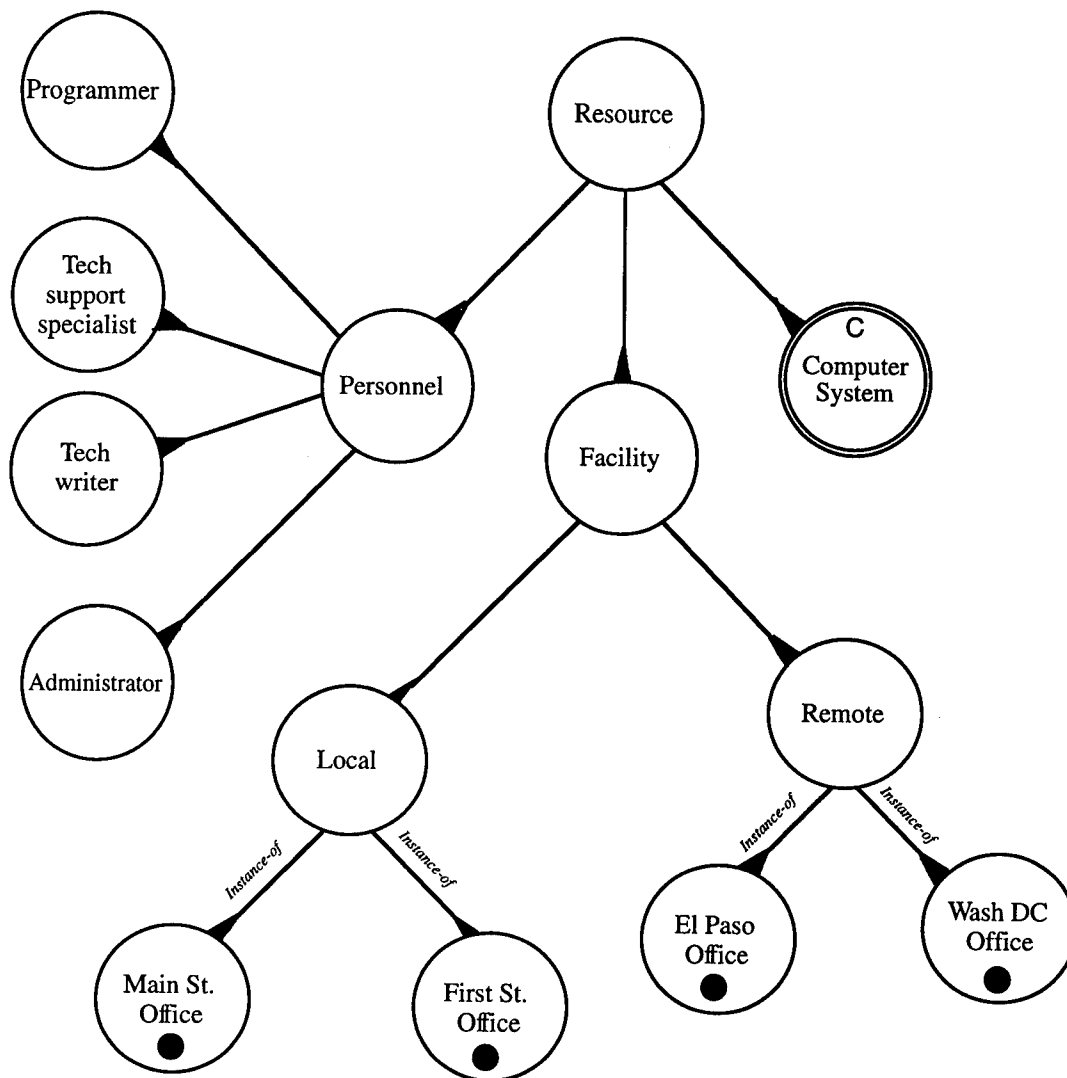 Programmer
Resource
Tech
support
specialist
Personnel
C
Computer
System
Tech
writer
Facility
Administrator
Local
Remote
Instance-of
Instance-of
Instance-of
Instance-of
Main St.
Office
First St.
Office
El Paso
Office
Wash DC
Office